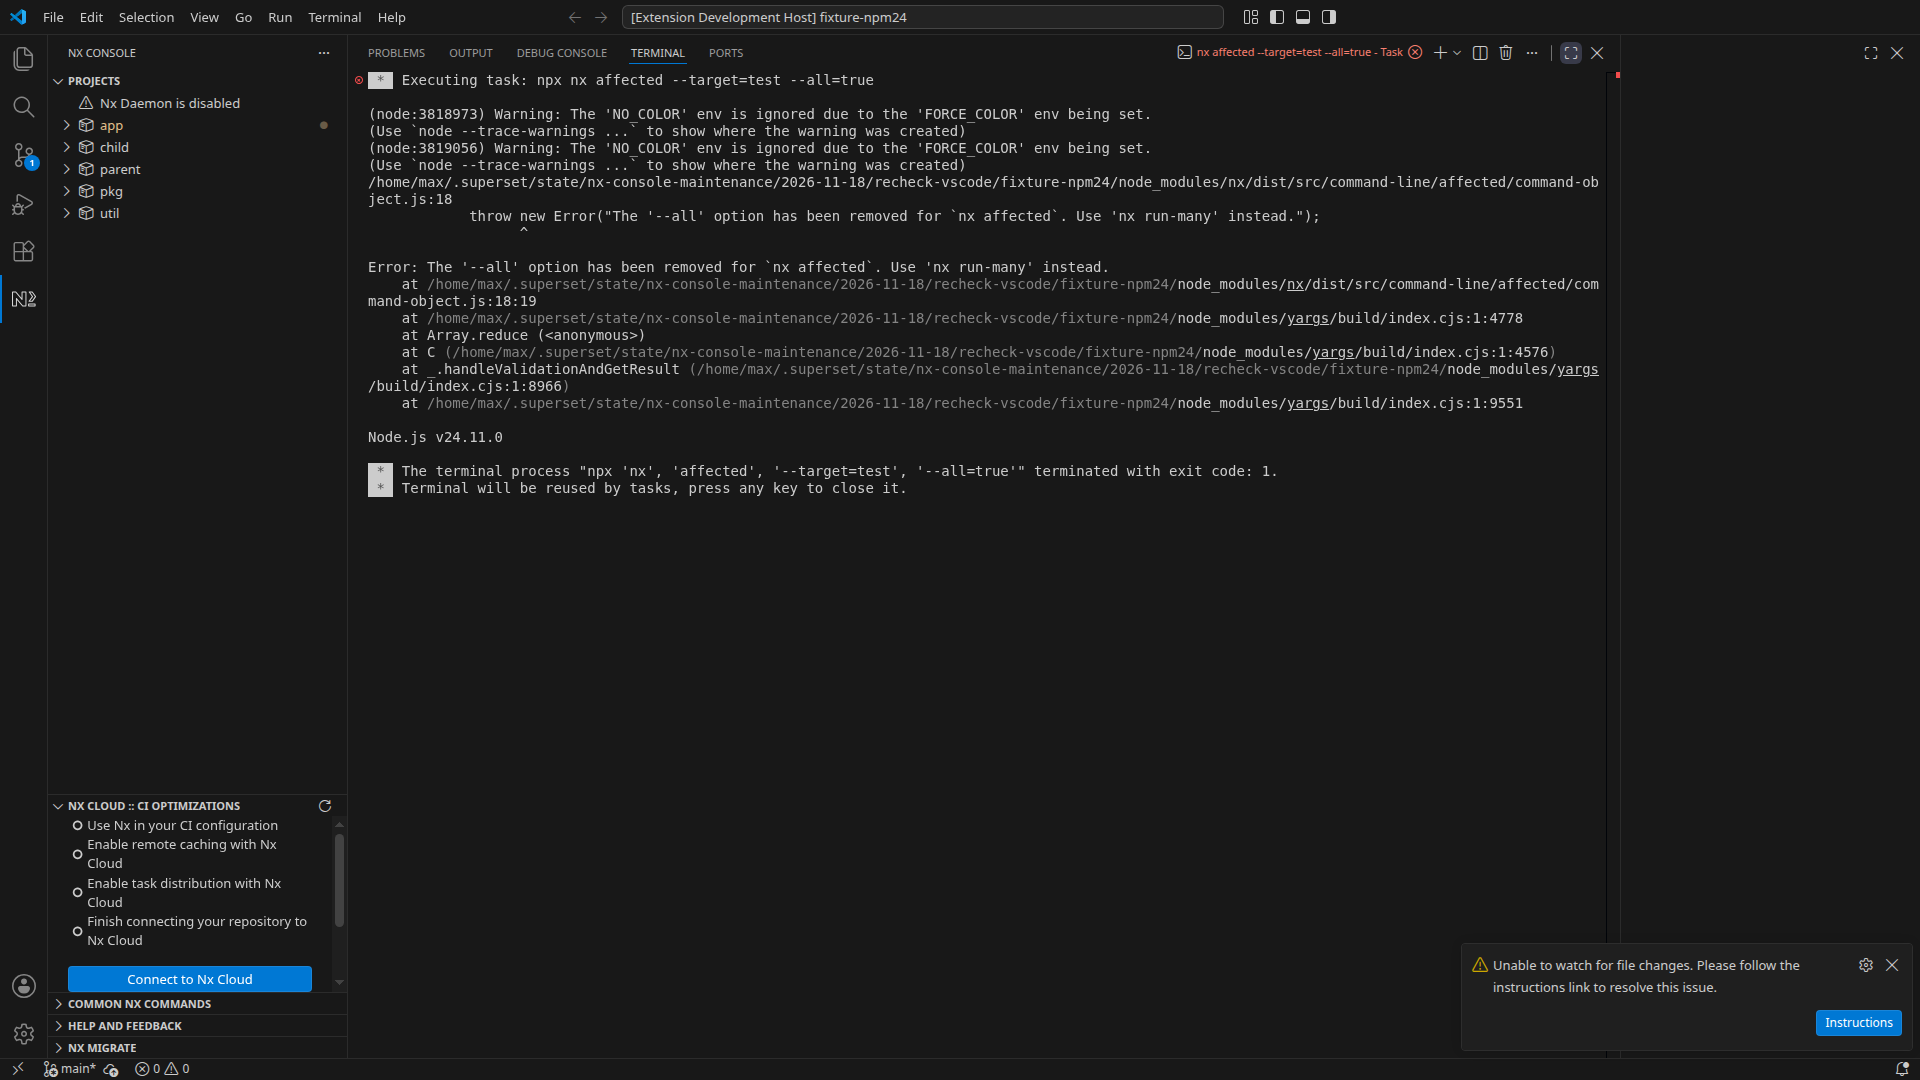 File Edit Selection View Go Run Terminal Help
[Extension Development Host] fixture-npm24
NX CONSOLE
PROJECTS
Nx Daemon is disabled
app
child
parent
pkg
util
NX CLOUD :: CI OPTIMIZATIONS
Use Nx in your CI configuration
Enable remote caching with Nx
Cloud
Enable task distribution with Nx
Cloud
Finish connecting your repository to
Nx Cloud
Connect to Nx Cloud
COMMON NX COMMANDS
HELP AND FEEDBACK
NX MIGRATE
PROBLEMS OUTPUT DEBUG CONSOLE TERMINAL PORTS
nx affected --target=test --all=true - Task
* Executing task: npx nx affected --target=test --all=true
(node:3818973) Warning: The 'NO_COLOR' env is ignored due to the 'FORCE_COLOR' env being set.
(Use `node --trace-warnings ...` to show where the warning was created)
(node:3819056) Warning: The 'NO_COLOR' env is ignored due to the 'FORCE_COLOR' env being set.
(Use `node --trace-warnings ...` to show where the warning was created)
/home/max/.superset/state/nx-console-maintenance/2026-11-18/recheck-vscode/fixture-npm24/node_modules/nx/dist/src/command-line/affected/command-ob
ject.js:18
throw new Error("The '--all' option has been removed for `nx affected`. Use 'nx run-many' instead.");
^
Error: The '--all' option has been removed for `nx affected`. Use 'nx run-many' instead.
at /home/max/.superset/state/nx-console-maintenance/2026-11-18/recheck-vscode/fixture-npm24/node_modules/nx/dist/src/command-line/affected/com
mand-object.js:18:19
at /home/max/.superset/state/nx-console-maintenance/2026-11-18/recheck-vscode/fixture-npm24/node_modules/yargs/build/index.cjs:1:4778
at Array.reduce (<anonymous>)
at C (/home/max/.superset/state/nx-console-maintenance/2026-11-18/recheck-vscode/fixture-npm24/node_modules/yargs/build/index.cjs:1:4576)
at _.handleValidationAndGetResult (/home/max/.superset/state/nx-console-maintenance/2026-11-18/recheck-vscode/fixture-npm24/node_modules/yargs
/build/index.cjs:1:8966)
at /home/max/.superset/state/nx-console-maintenance/2026-11-18/recheck-vscode/fixture-npm24/node_modules/yargs/build/index.cjs:1:9551
Node.js v24.11.0
* The terminal process "npx 'nx', 'affected', '--target=test', '--all=true'" terminated with exit code: 1.
* Terminal will be reused by tasks, press any key to close it.
Unable to watch for file changes. Please follow the
instructions link to resolve this issue.
Instructions
1
main* 0 0